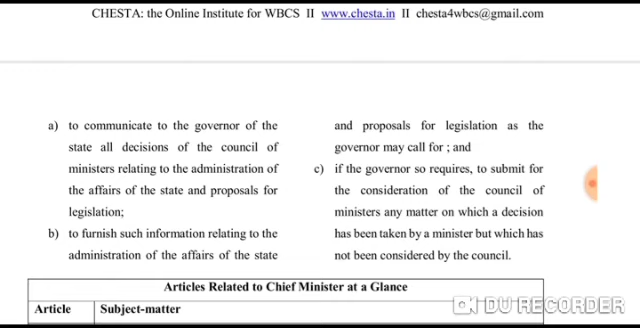 CHESTA: the Online Institute for WBCS II www.chesta.in II chesta4wbcs@gmail.com
a) to communicate to the governor of the
state all decisions of the council of
ministers relating to the administration of
the affairs of the state and proposals for
legislation;
b) to furnish such information relating to the
administration of the affairs of the state
and proposals for legislation as the
governor may call for ; and
c) if the governor so requires, to submit for
the consideration of the council of
ministers any matter on which a decision
has been taken by a minister but which has
not been considered by the council.
Articles Related to Chief Minister at a Glance
Article Subject-matter
DU RECORDER